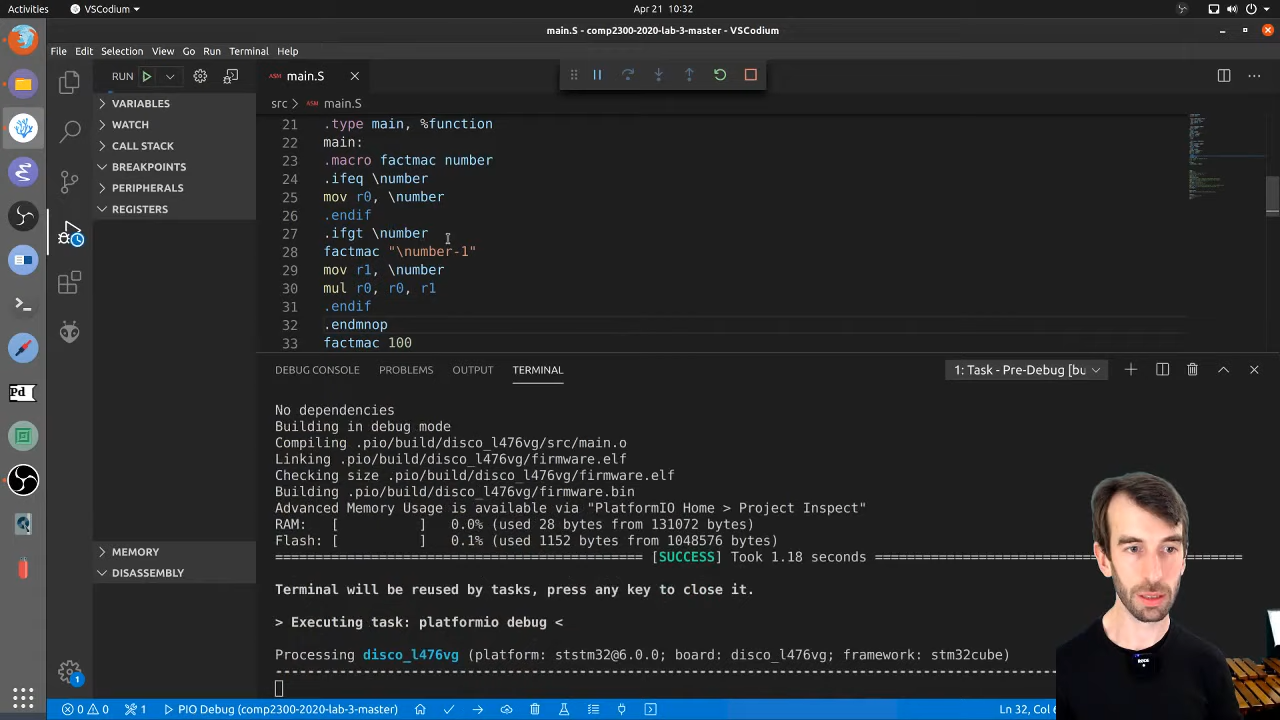 Activities
VSCodium
Apr 21 10:32
main.S - comp2300-2020-lab-3-master - VSCodium
File Edit Selection View Go Run Terminal Help
RUN
ASM main.S
src > ASM main.S
VARIABLES
WATCH
CALL STACK
BREAKPOINTS
PERIPHERALS
REGISTERS
MEMORY
DISASSEMBLY
21 .type main, %function
22 main:
23 .macro factmac number
24 .ifeq \number
25 mov r0, \number
26 .endif
27 .ifgt \number
28 factmac "\number-1"
29 mov r1, \number
30 mul r0, r0, r1
31 .endif
32 .endmnop
33 factmac 100
DEBUG CONSOLE PROBLEMS OUTPUT TERMINAL 1: Task - Pre-Debug [bu
No dependencies
Building in debug mode
Compiling .pio/build/disco_l476vg/src/main.o
Linking .pio/build/disco_l476vg/firmware.elf
Checking size .pio/build/disco_l476vg/firmware.elf
Building .pio/build/disco_l476vg/firmware.bin
Advanced Memory Usage is available via "PlatformIO Home > Project Inspect"
RAM: [ ] 0.0% (used 28 bytes from 131072 bytes)
Flash: [ ] 0.1% (used 1152 bytes from 1048576 bytes)
========================================== [SUCCESS] Took 1.18 seconds ==========================================
Terminal will be reused by tasks, press any key to close it.
> Executing task: platformio debug <
Processing disco_l476vg (platform: ststm32@6.0.0; board: disco_l476vg; framework: stm32cube)
--------------------------------------------------------------------------------
Pd
1
0 0 1 PIO Debug (comp2300-2020-lab-3-master) Ln 32, Col
RODE